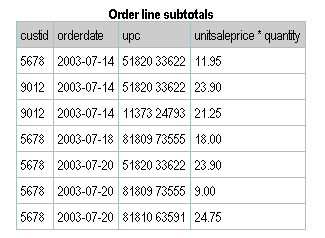 Order line subtotals
custid orderdate upc unitsaleprice * quantity
5678 2003-07-14 51820 33622 11.95
9012 2003-07-14 51820 33622 23.90
9012 2003-07-14 11373 24793 21.25
5678 2003-07-18 81809 73555 18.00
5678 2003-07-20 51820 33622 23.90
5678 2003-07-20 81809 73555 9.00
5678 2003-07-20 81810 63591 24.75